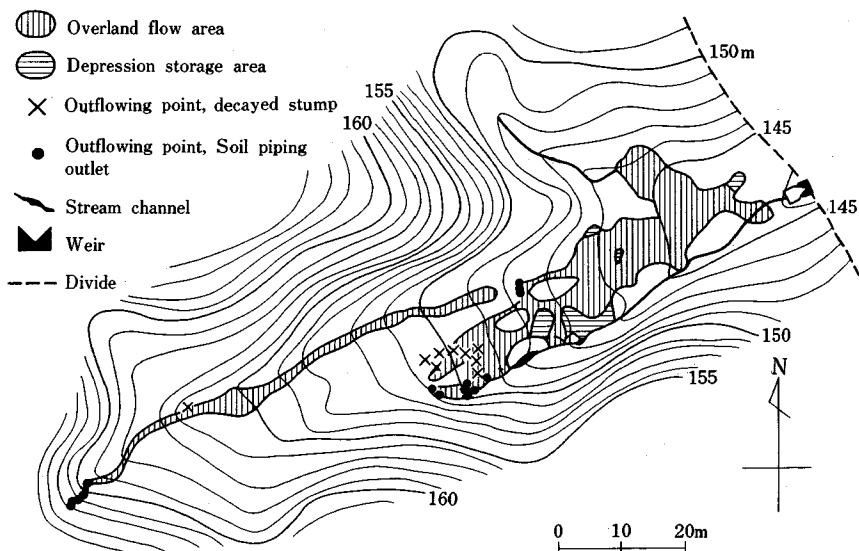 Overland flow area
Depression storage area
Outflowing point, decayed stump
Outflowing point, Soil piping
outlet
Stream channel
Weir
Divide
155
160
150m
145
145
150
155
160
N
0 10 20m